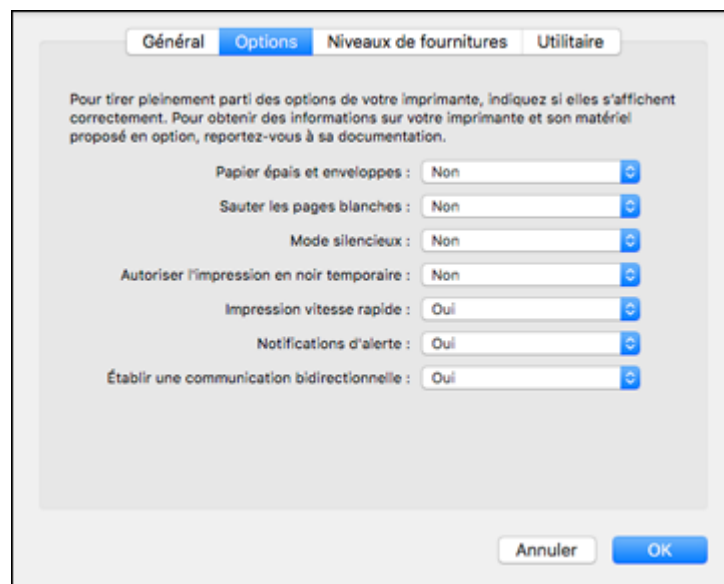 Général Options Niveaux de fournitures Utilitaire
Pour tirer pleinement parti des options de votre imprimante, indiquez si elles s'affichent
correctement. Pour obtenir des informations sur votre imprimante et son matériel
proposé en option, reportez-vous à sa documentation.
Papier épais et enveloppes : Non
Sauter les pages blanches : Non
Mode silencieux : Non
Autoriser l'impression en noir temporaire : Non
Impression vitesse rapide : Oui
Notifications d'alerte : Oui
Établir une communication bidirectionnelle : Oui
Annuler OK